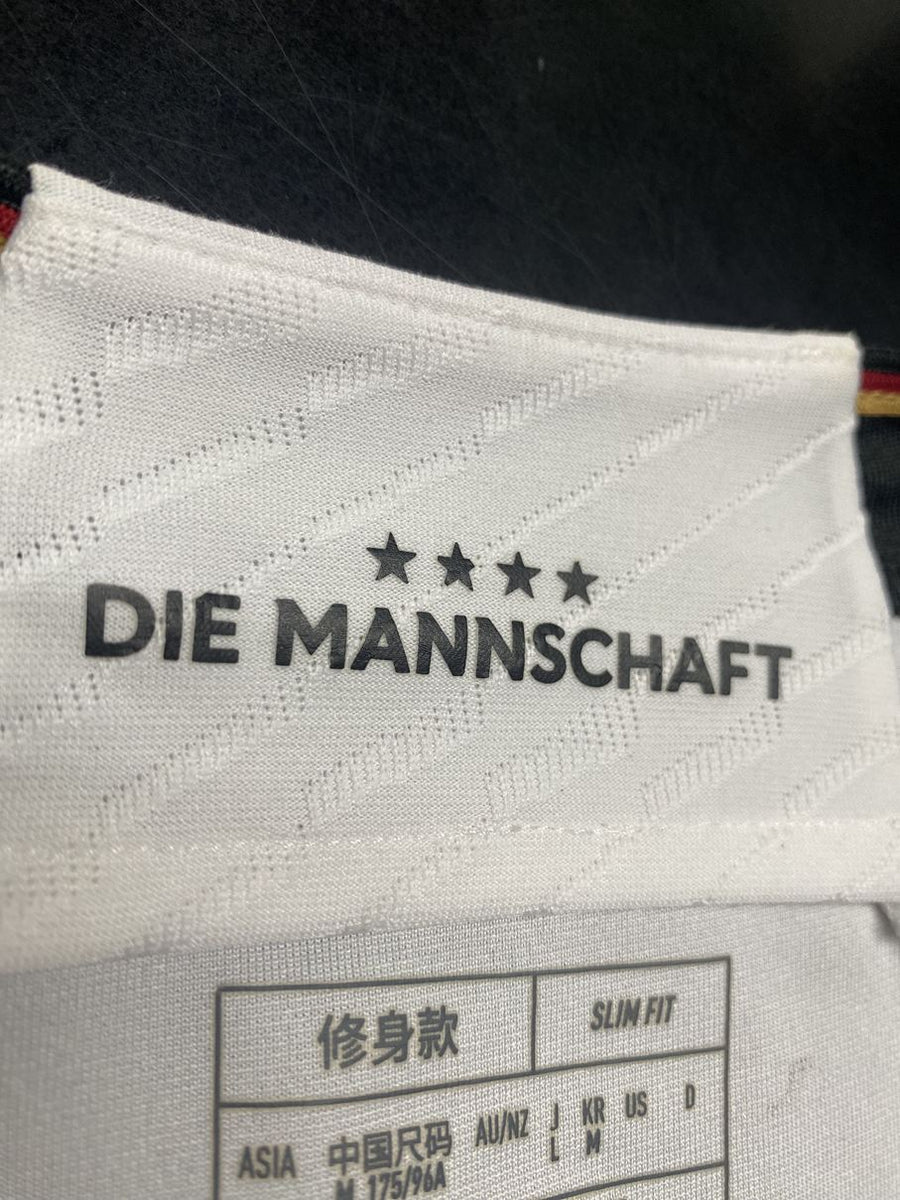 ★★★★
DIE MANNSCHAFT
修身款 SLIM FIT
ASIA 中国尺码 AU/NZ J KR US D
M 175/96A L M